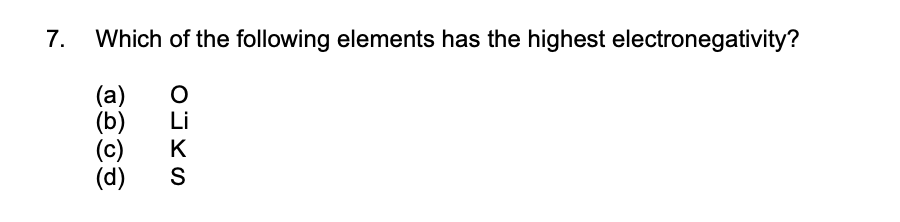 7. Which of the following elements has the highest electronegativity?
(a) O
(b) Li
(c) K
(d) S